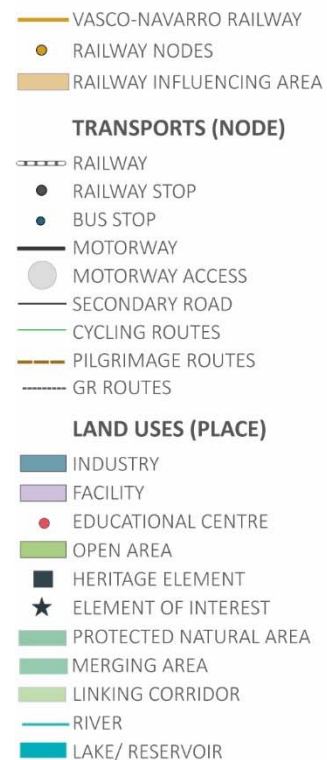 VASCO-NAVARRO RAILWAY
RAILWAY NODES
RAILWAY INFLUENCING AREA
TRANSPORTS (NODE)
RAILWAY
RAILWAY STOP
BUS STOP
MOTORWAY
MOTORWAY ACCESS
SECONDARY ROAD
CYCLING ROUTES
PILGRIMAGE ROUTES
GR ROUTES
LAND USES (PLACE)
INDUSTRY
FACILITY
EDUCATIONAL CENTRE
OPEN AREA
HERITAGE ELEMENT
ELEMENT OF INTEREST
PROTECTED NATURAL AREA
MERGING AREA
LINKING CORRIDOR
RIVER
LAKE/ RESERVOIR